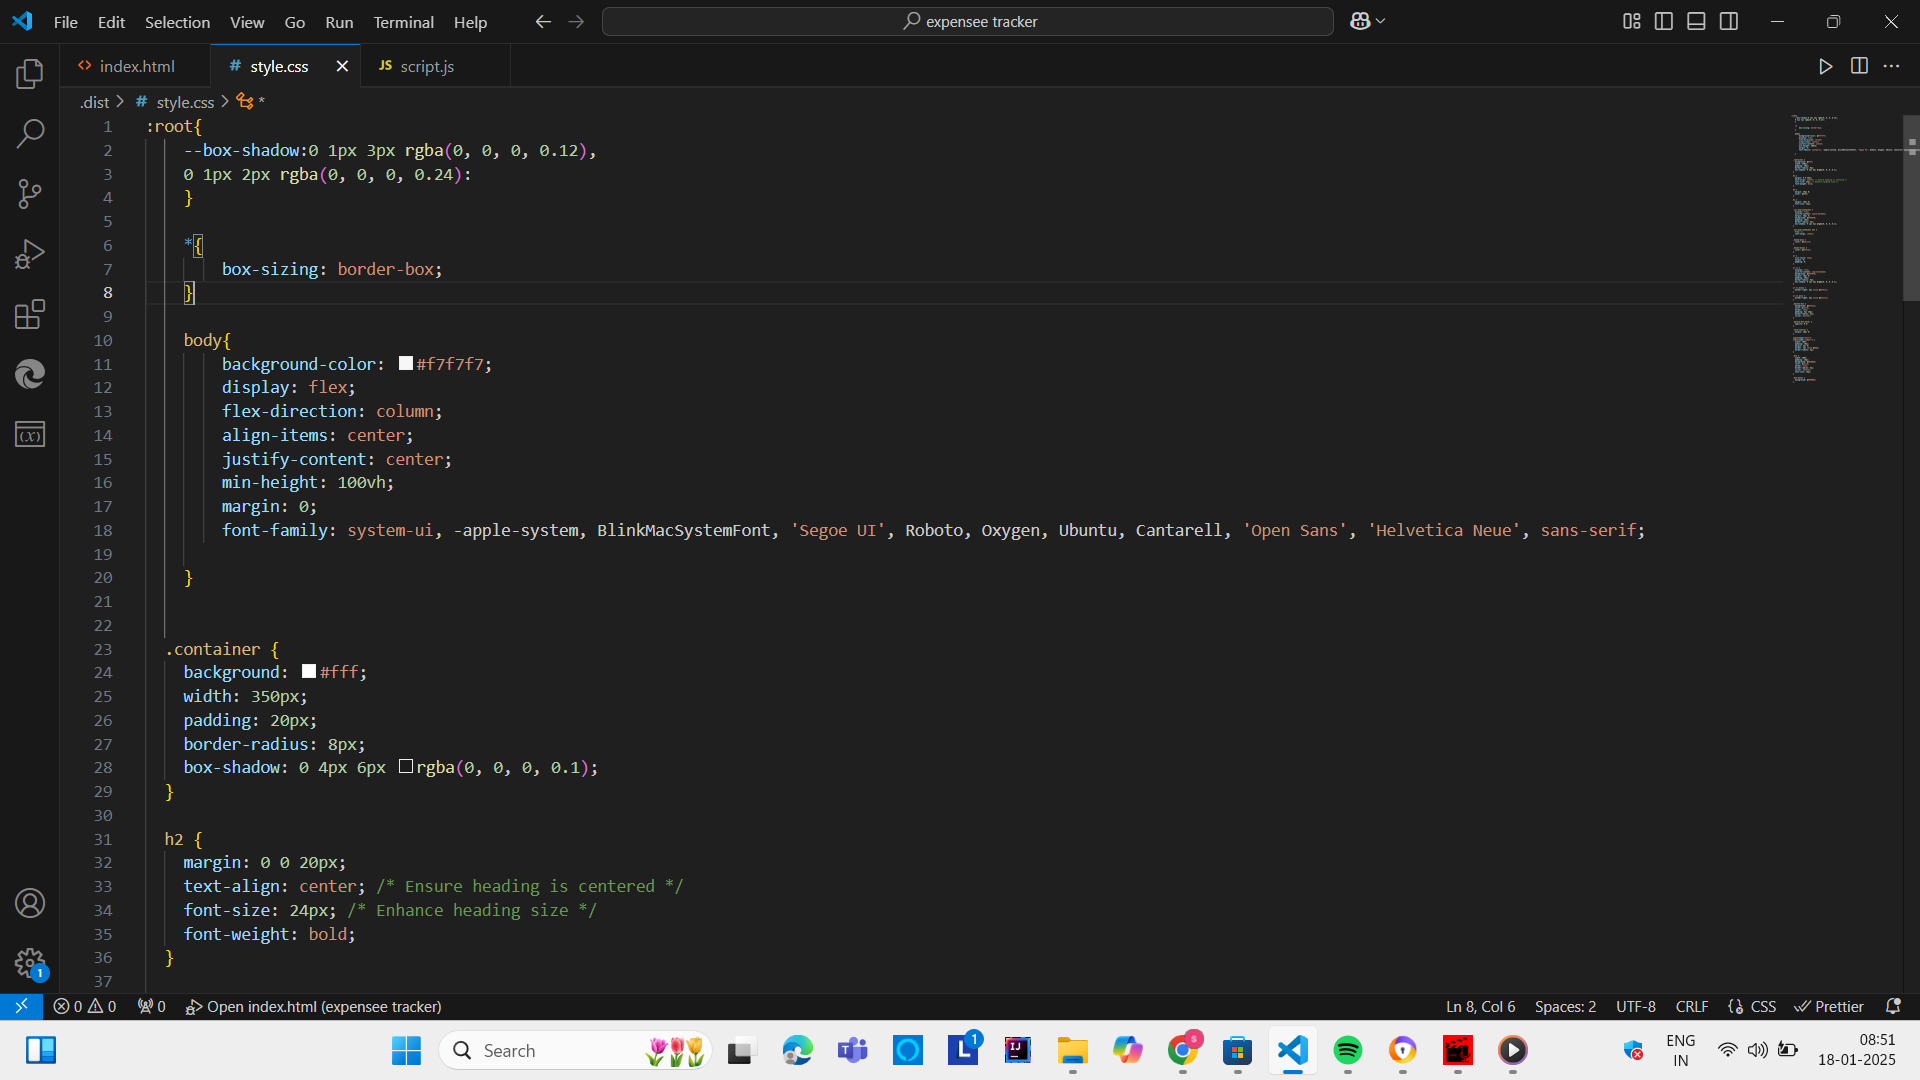 File Edit Selection View Go Run Terminal Help
expensee tracker
index.html
# style.css
JS script.js
.dist > # style.css > *
1 :root{
2 --box-shadow:0 1px 3px rgba(0, 0, 0, 0.12),
3 0 1px 2px rgba(0, 0, 0, 0.24):
4 }
5
6 *{
7 box-sizing: border-box;
8 }
9
10 body{
11 background-color: #f7f7f7;
12 display: flex;
13 flex-direction: column;
14 align-items: center;
15 justify-content: center;
16 min-height: 100vh;
17 margin: 0;
18 font-family: system-ui, -apple-system, BlinkMacSystemFont, 'Segoe UI', Roboto, Oxygen, Ubuntu, Cantarell, 'Open Sans', 'Helvetica Neue', sans-serif;
19
20 }
21
22
23 .container {
24 background: #fff;
25 width: 350px;
26 padding: 20px;
27 border-radius: 8px;
28 box-shadow: 0 4px 6px rgba(0, 0, 0, 0.1);
29 }
30
31 h2 {
32 margin: 0 0 20px;
33 text-align: center; /* Ensure heading is centered */
34 font-size: 24px; /* Enhance heading size */
35 font-weight: bold;
36 }
37
1
0 0 0 Open index.html (expensee tracker)
Ln 8, Col 6 Spaces: 2 UTF-8 CRLF {} CSS Prettier
Search
T
L 1
IJ
s
ENG
IN
08:51
18-01-2025